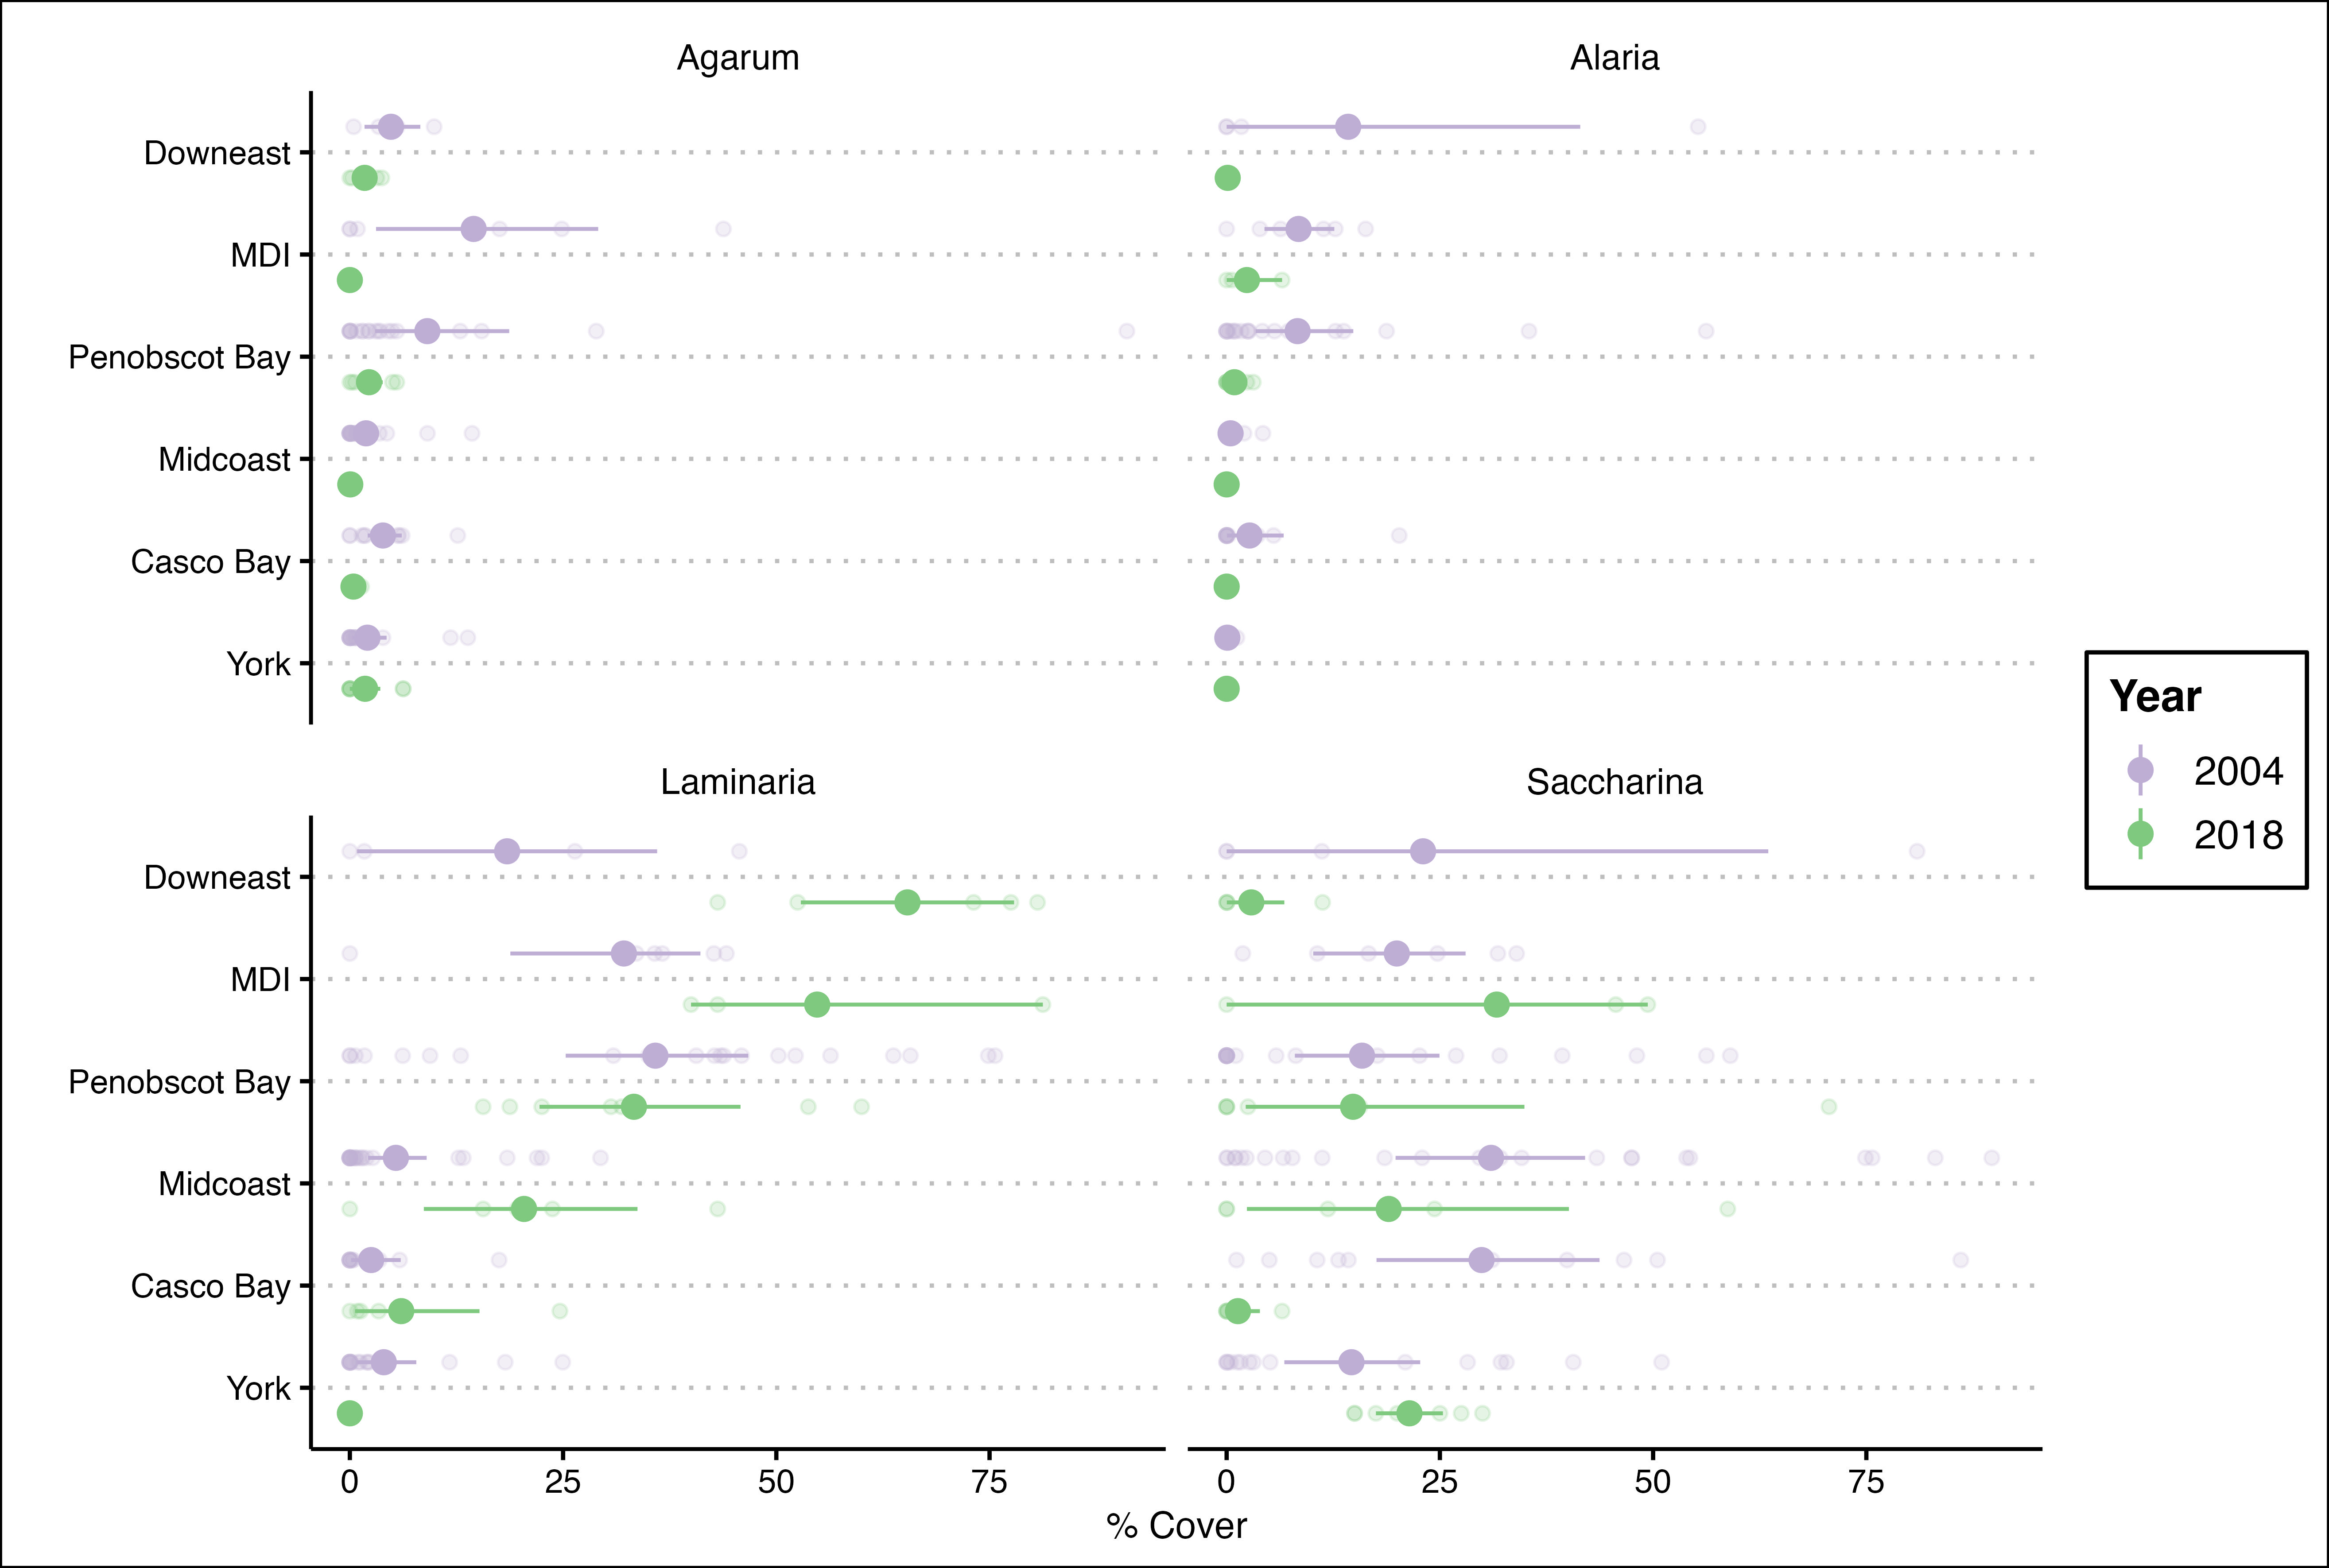 Agarum
Alaria
Downeast
MDI
Penobscot Bay
Midcoast
Casco Bay
York
Laminaria
Saccharina
Downeast
MDI
Penobscot Bay
Midcoast
Casco Bay
York
0 25 50 75
0 25 50 75
% Cover
Year
2004
2018